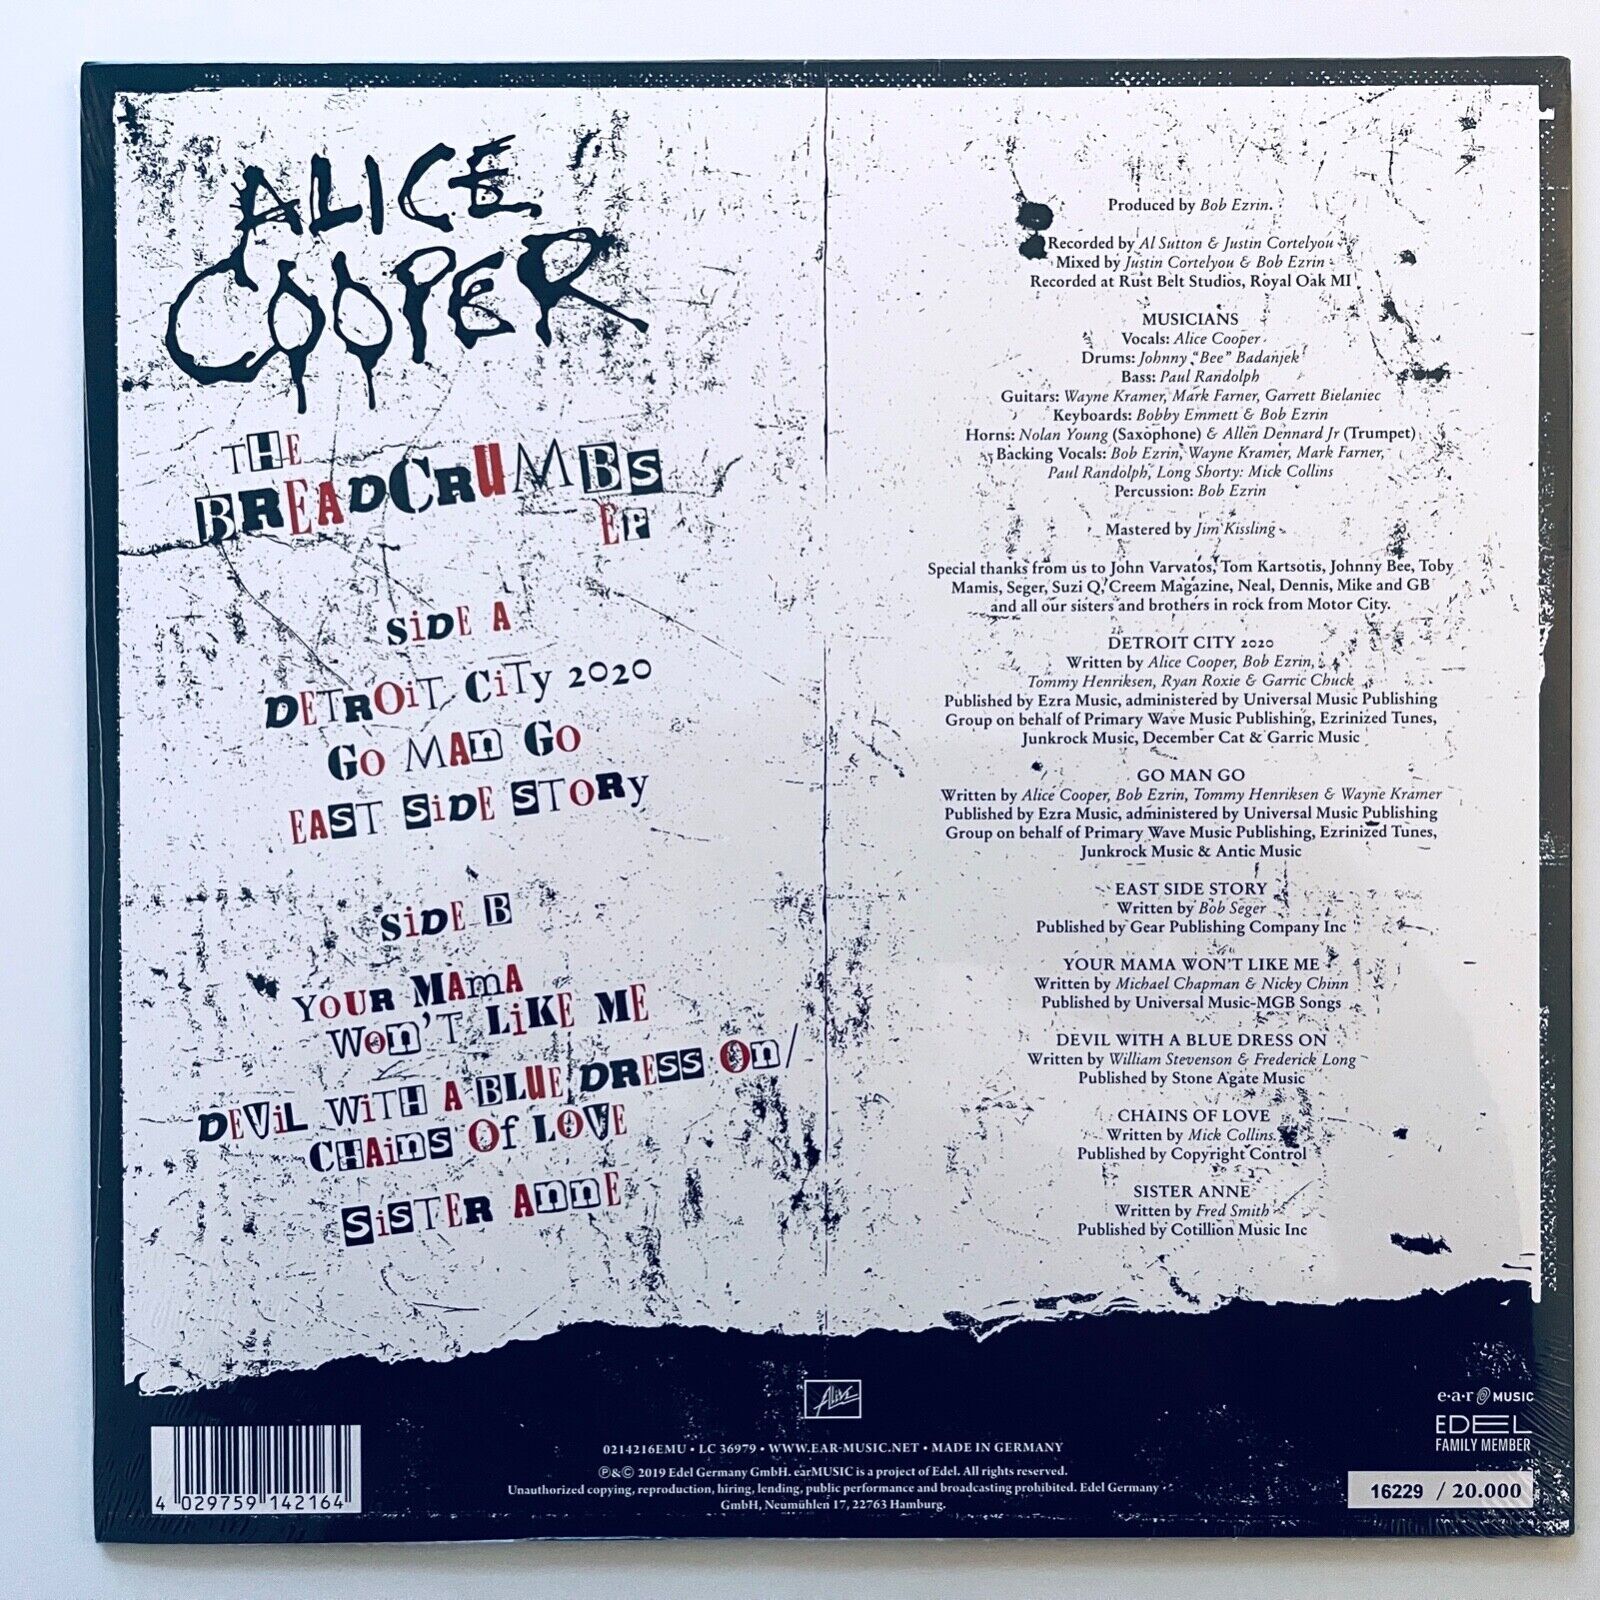 ALICE
COOPER
THE
BREADCRUMBS
EP
SiDE A
DETROiT CiTy 2020
Go MAn Go
EAST SiDE STORy
SiDE B
YOUR MAmA
Won'T LiKE ME
DEViL WiTH A BLUE DRESS On/
CHAinS Of LOVE
SiSTER AnnE
Produced by Bob Ezrin.
Recorded by Al Sutton & Justin Cortelyou
Mixed by Justin Cortelyou & Bob Ezrin
Recorded at Rust Belt Studios, Royal Oak MI
MUSICIANS
Vocals: Alice Cooper
Drums: Johnny "Bee" Badanjek
Bass: Paul Randolph
Guitars: Wayne Kramer, Mark Farner, Garrett Bielaniec
Keyboards: Bobby Emmett & Bob Ezrin
Horns: Nolan Young (Saxophone) & Allen Dennard Jr (Trumpet)
Backing Vocals: Bob Ezrin, Wayne Kramer, Mark Farner,
Paul Randolph, Long Shorty: Mick Collins
Percussion: Bob Ezrin
Mastered by Jim Kissling
Special thanks from us to John Varvatos, Tom Kartsotis, Johnny Bee, Toby
Mamis, Seger, Suzi Q, Creem Magazine, Neal, Dennis, Mike and GB
and all our sisters and brothers in rock from Motor City.
DETROIT CITY 2020
Written by Alice Cooper, Bob Ezrin,
Tommy Henriksen, Ryan Roxie & Garric Chuck
Published by Ezra Music, administered by Universal Music Publishing
Group on behalf of Primary Wave Music Publishing, Ezrinized Tunes,
Junkrock Music, December Cat & Garric Music
GO MAN GO
Written by Alice Cooper, Bob Ezrin, Tommy Henriksen & Wayne Kramer
Published by Ezra Music, administered by Universal Music Publishing
Group on behalf of Primary Wave Music Publishing, Ezrinized Tunes,
Junkrock Music & Antic Music
EAST SIDE STORY
Written by Bob Seger
Published by Gear Publishing Company Inc
YOUR MAMA WON'T LIKE ME
Written by Michael Chapman & Nicky Chinn
Published by Universal Music-MGB Songs
DEVIL WITH A BLUE DRESS ON
Written by William Stevenson & Frederick Long
Published by Stone Agate Music
CHAINS OF LOVE
Written by Mick Collins
Published by Copyright Control
SISTER ANNE
Written by Fred Smith
Published by Cotillion Music Inc
Alive
e·a·r MUSIC
EDEL
FAMILY MEMBER
0214216EMU • LC 36979 • WWW.EAR-MUSIC.NET • MADE IN GERMANY
℗&© 2019 Edel Germany GmbH. earMUSIC is a project of Edel. All rights reserved.
Unauthorized copying, reproduction, hiring, lending, public performance and broadcasting prohibited. Edel Germany
GmbH, Neumühlen 17, 22763 Hamburg.
4 029759 142164
16229 / 20.000